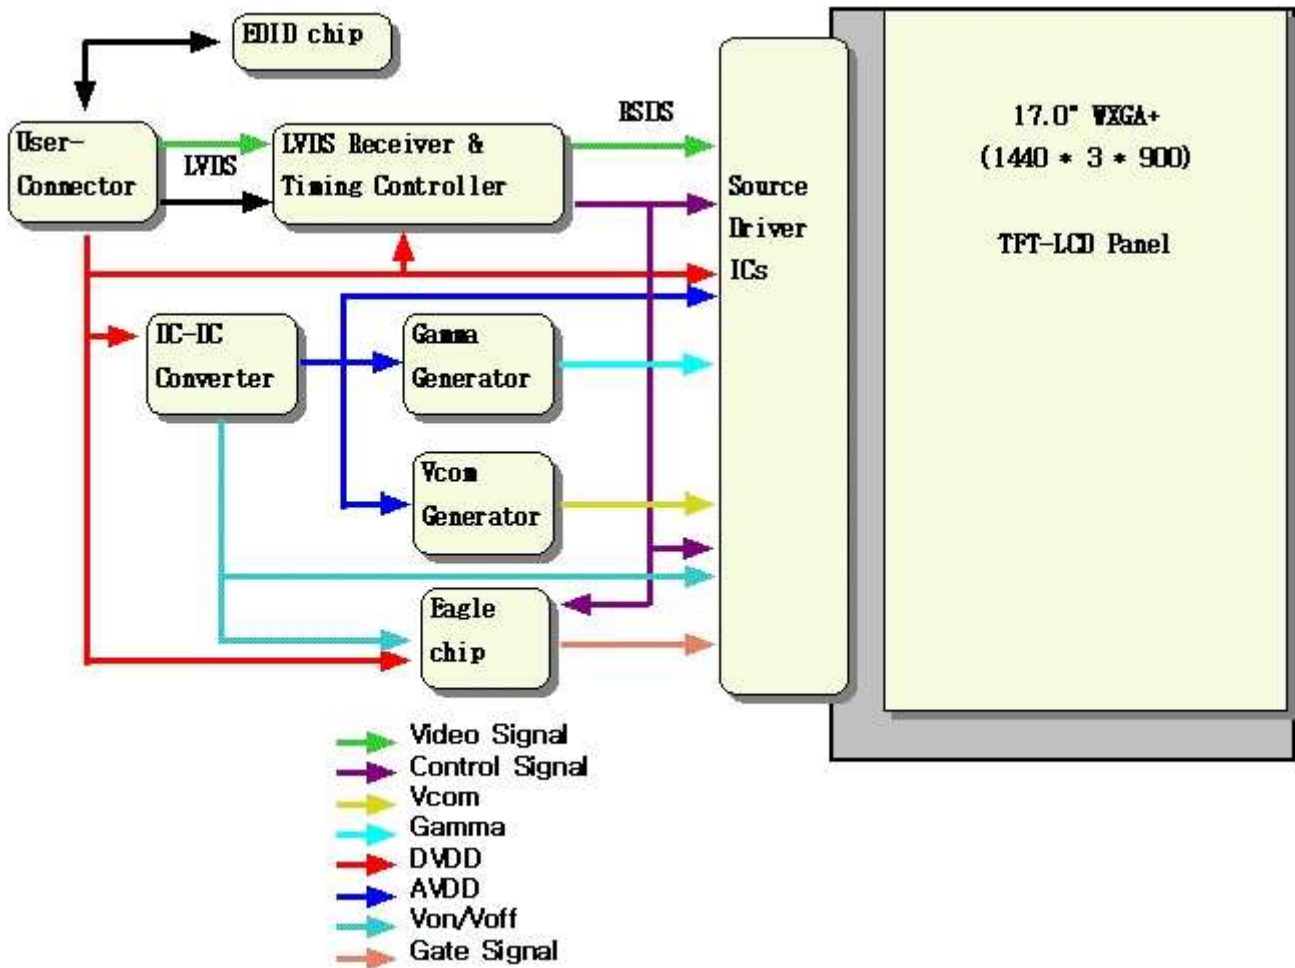 EDID chip
User-
Connector
LVDS
LVDS Receiver &
Timing Controller
RSDS
Source
Driver
ICs
17.0" WXGA+
(1440 * 3 * 900)
TFT-LCD Panel
DC-DC
Converter
Gamma
Generator
Vcom
Generator
Eagle
chip
Video Signal
Control Signal
Vcom
Gamma
DVDD
AVDD
Von/Voff
Gate Signal